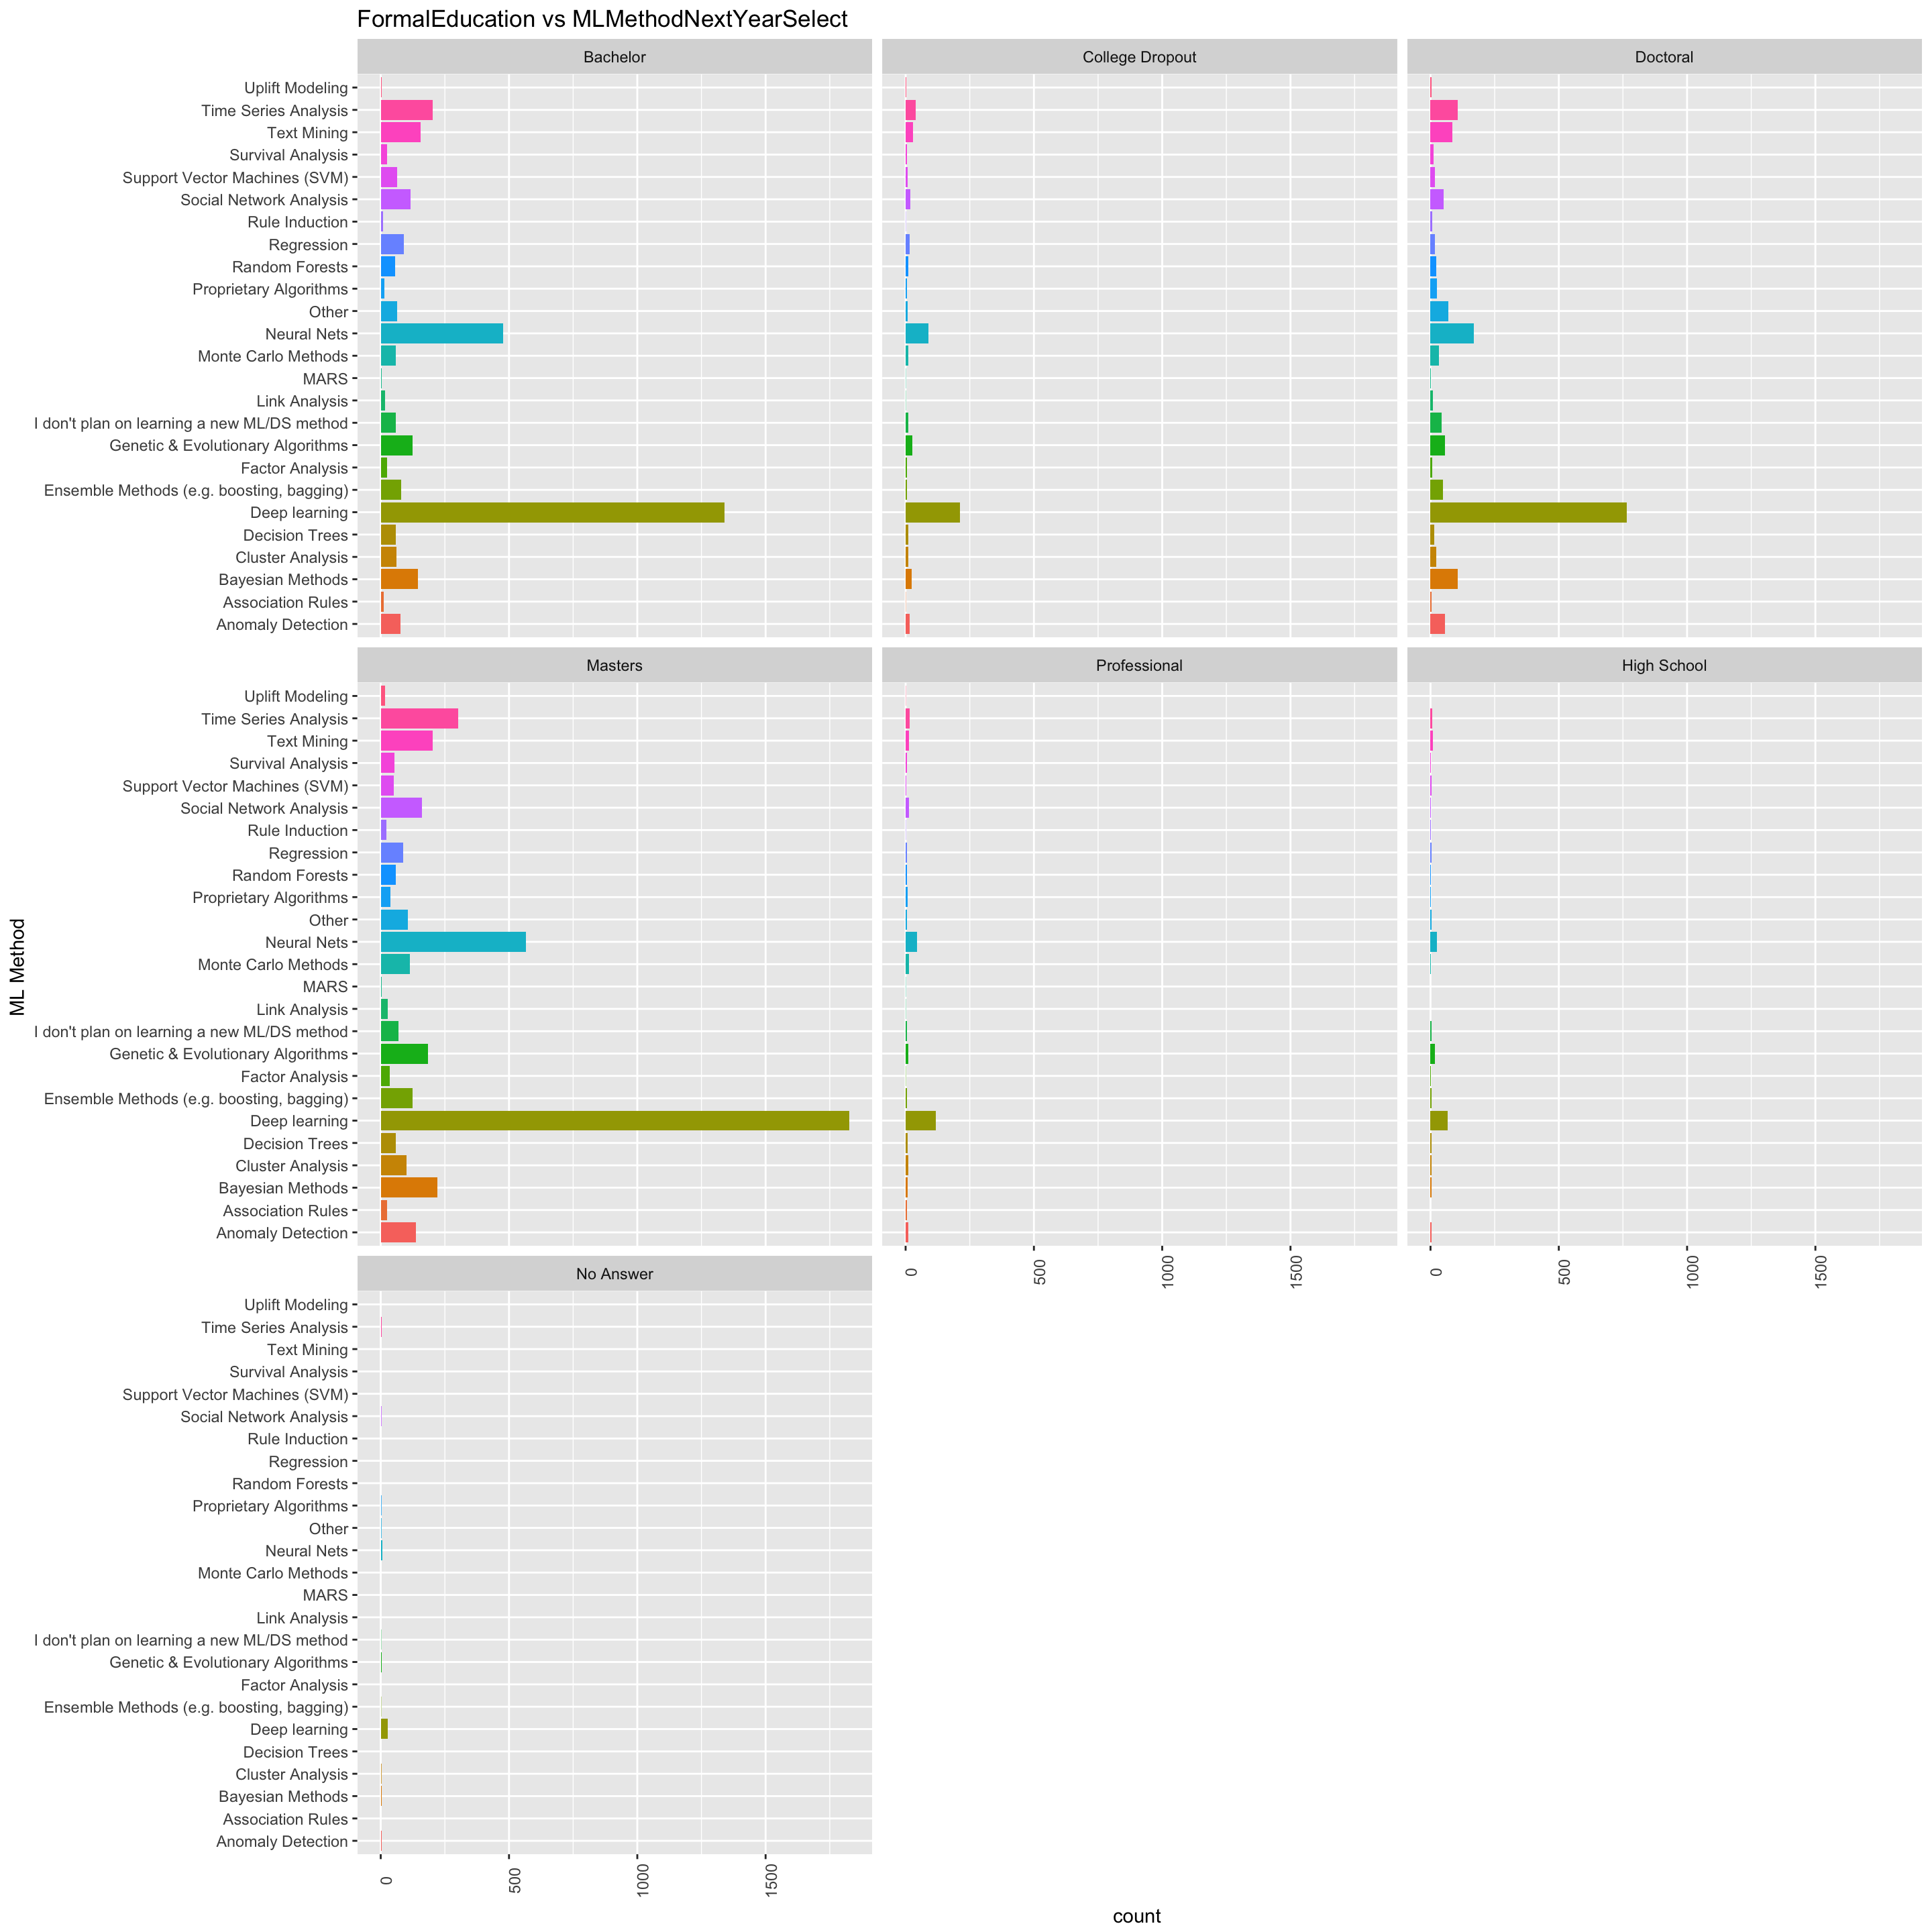 FormalEducation vs MLMethodNextYearSelect
Bachelor
College Dropout
Doctoral
Uplift Modeling
Time Series Analysis
Text Mining
Survival Analysis
Support Vector Machines (SVM)
Social Network Analysis
Rule Induction
Regression
Random Forests
Proprietary Algorithms
Other
Neural Nets
Monte Carlo Methods
MARS
Link Analysis
I don't plan on learning a new ML/DS method
Genetic & Evolutionary Algorithms
Factor Analysis
Ensemble Methods (e.g. boosting, bagging)
Deep learning
Decision Trees
Cluster Analysis
Bayesian Methods
Association Rules
Anomaly Detection
Masters
Professional
High School
Uplift Modeling
Time Series Analysis
Text Mining
Survival Analysis
Support Vector Machines (SVM)
Social Network Analysis
Rule Induction
Regression
Random Forests
Proprietary Algorithms
Other
Neural Nets
Monte Carlo Methods
MARS
Link Analysis
I don't plan on learning a new ML/DS method
Genetic & Evolutionary Algorithms
Factor Analysis
Ensemble Methods (e.g. boosting, bagging)
Deep learning
Decision Trees
Cluster Analysis
Bayesian Methods
Association Rules
Anomaly Detection
0 500 1000 1500
0 500 1000 1500
No Answer
Uplift Modeling
Time Series Analysis
Text Mining
Survival Analysis
Support Vector Machines (SVM)
Social Network Analysis
Rule Induction
Regression
Random Forests
Proprietary Algorithms
Other
Neural Nets
Monte Carlo Methods
MARS
Link Analysis
I don't plan on learning a new ML/DS method
Genetic & Evolutionary Algorithms
Factor Analysis
Ensemble Methods (e.g. boosting, bagging)
Deep learning
Decision Trees
Cluster Analysis
Bayesian Methods
Association Rules
Anomaly Detection
0 500 1000 1500
count
ML Method